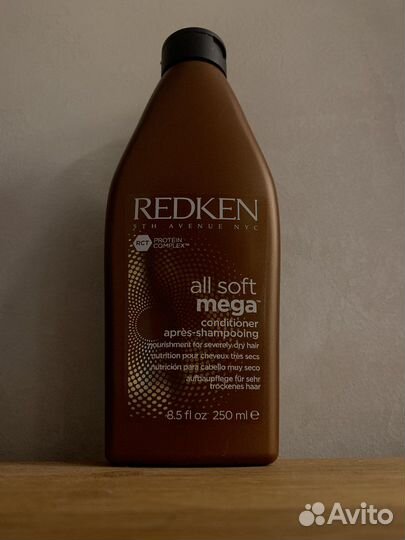 REDKEN
5TH AVENUE NYC
RCT PROTEIN
COMPLEX™
all soft
mega™
conditioner
après-shampooing
nourishment for severely dry hair
nutrition pour cheveux très secs
nutrición para cabello muy seco
aufbaupflege für sehr
trockenes haar
8.5 fl oz 250 ml ℮
Avito